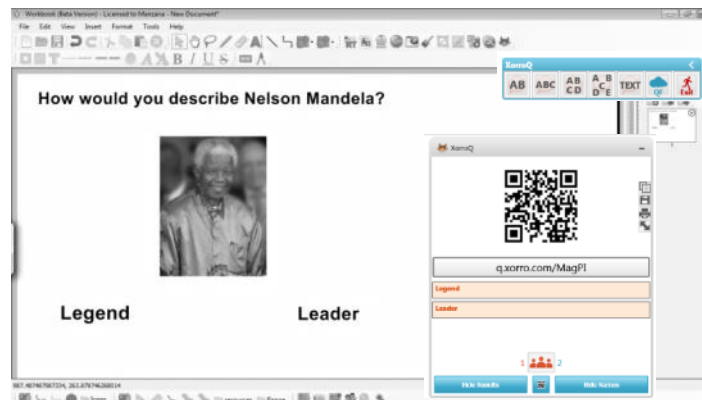 Workbook (Beta Version) - Licensed to Manzana - New Document*
File Edit View Insert Format Tools Help
XorroQ
AB ABC AB CD A B C D E TEXT QF Exit
How would you describe Nelson Mandela?
XorroQ
q.xorro.com/MagPI
Legend
Leader
Legend
Leader
1 2
Hide Results
Hide Names